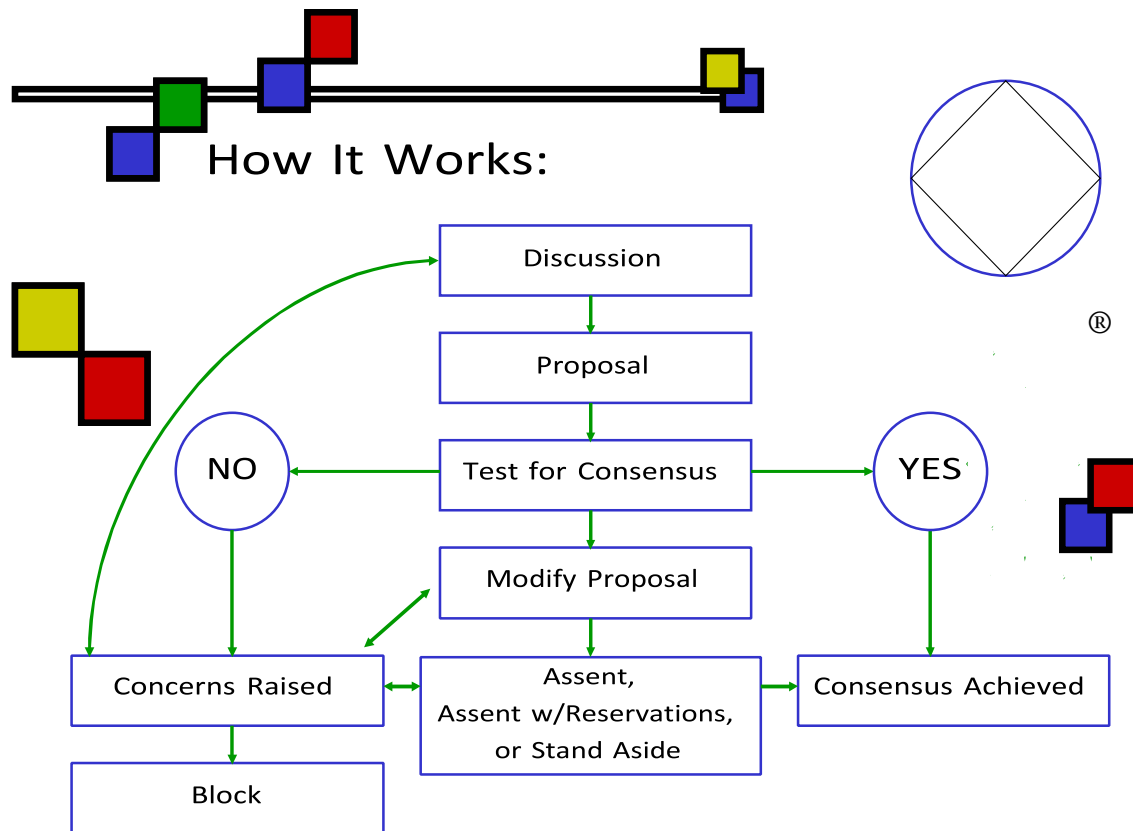 How It Works:
Discussion
®
Proposal
NO
Test for Consensus
YES
Modify Proposal
Concerns Raised
Assent,
Assent w/Reservations,
or Stand Aside
Consensus Achieved
Block